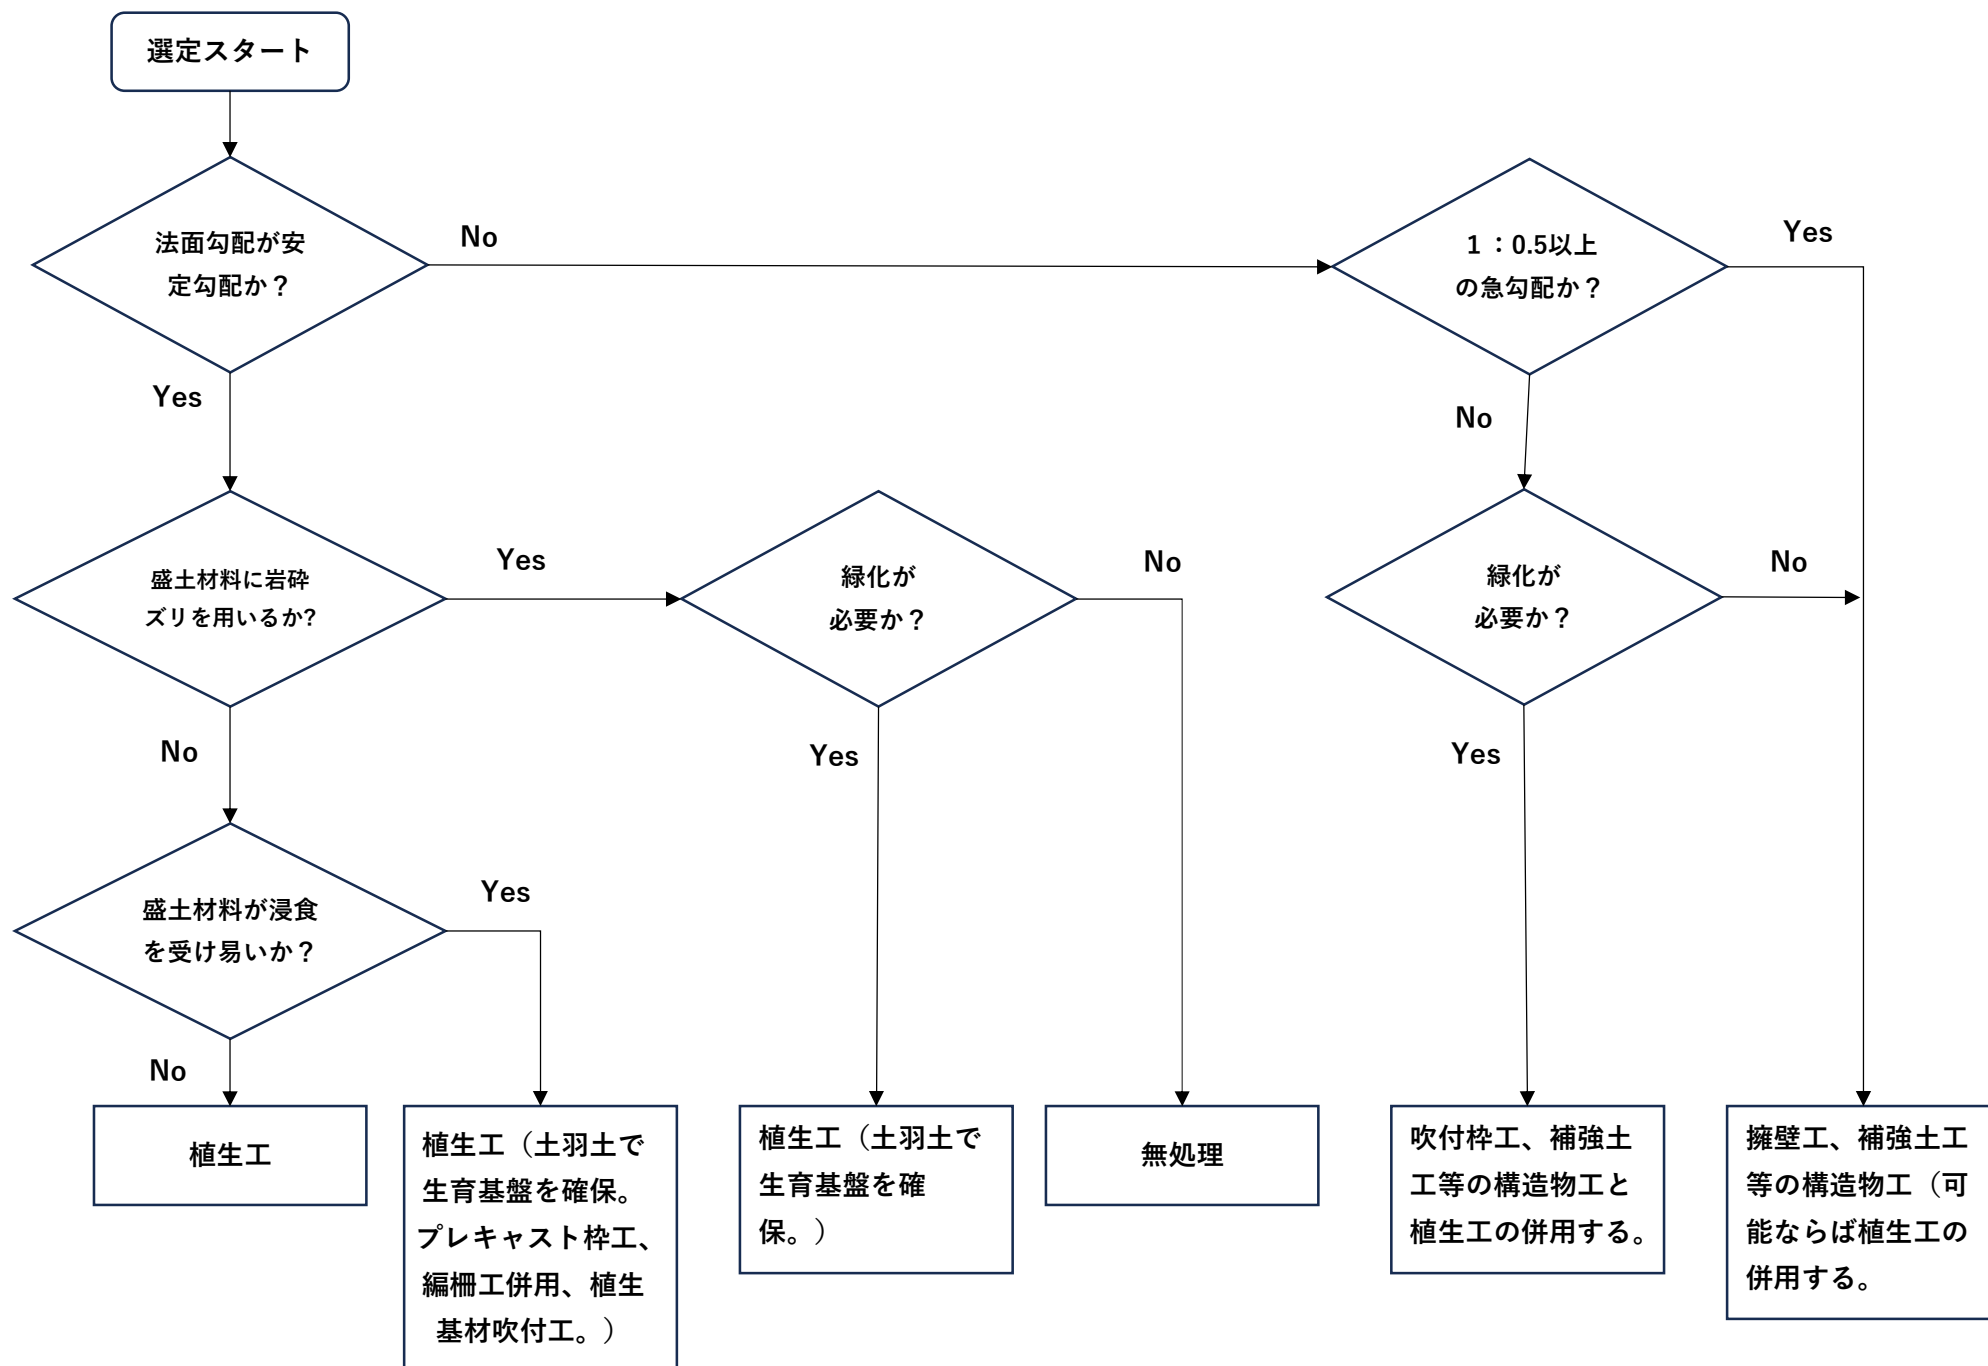 選定スタート
法面勾配が安
定勾配か？
No
1：0.5以上
の急勾配か？
Yes
Yes
No
盛土材料に岩砕
ズリを用いるか?
Yes
緑化が
必要か？
No
緑化が
必要か？
No
No
Yes
Yes
盛土材料が浸食
を受け易いか？
Yes
No
植生工
植生工（土羽土で
生育基盤を確保。
プレキャスト枠工、
編柵工併用、植生
基材吹付工。）
植生工（土羽土で
生育基盤を確
保。）
無処理
吹付枠工、補強土
工等の構造物工と
植生工の併用する。
擁壁工、補強土工
等の構造物工（可
能ならば植生工の
併用する。